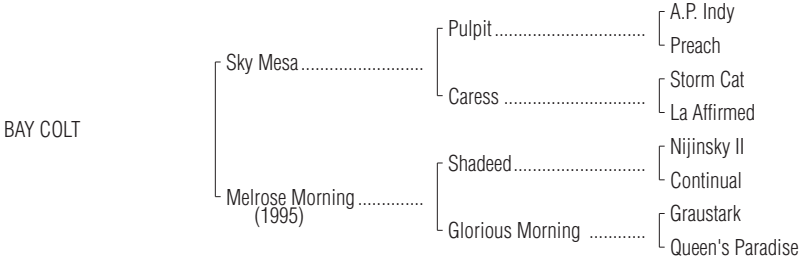 A.P. Indy
Pulpit..............................
Preach
Sky Mesa........................
Storm Cat
Caress ............................
La Affirmed
BAY COLT
Nijinsky II
Shadeed..........................
Continual
Melrose Morning .............
(1995)
Graustark
Glorious Morning ............
Queen's Paradise